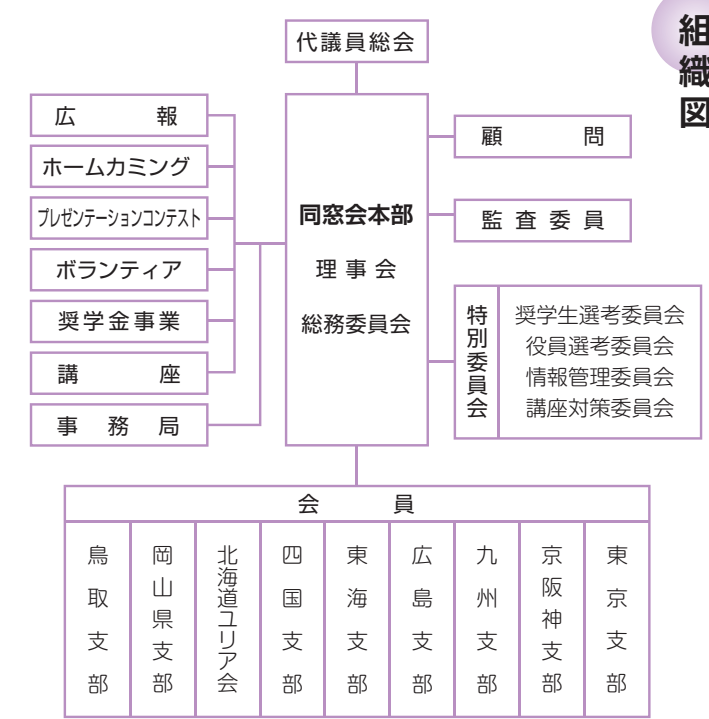 組織図
代議員総会
広報
ホームカミング
プレゼンテーションコンテスト
ボランティア
奨学金事業
講座
事務局
同窓会本部
理事会
総務委員会
顧問
監査委員
特別委員会
奨学生選考委員会
役員選考委員会
情報管理委員会
講座対策委員会
会員
鳥取支部
岡山県支部
北海道ユリア会
四国支部
東海支部
広島支部
九州支部
京阪神支部
東京支部